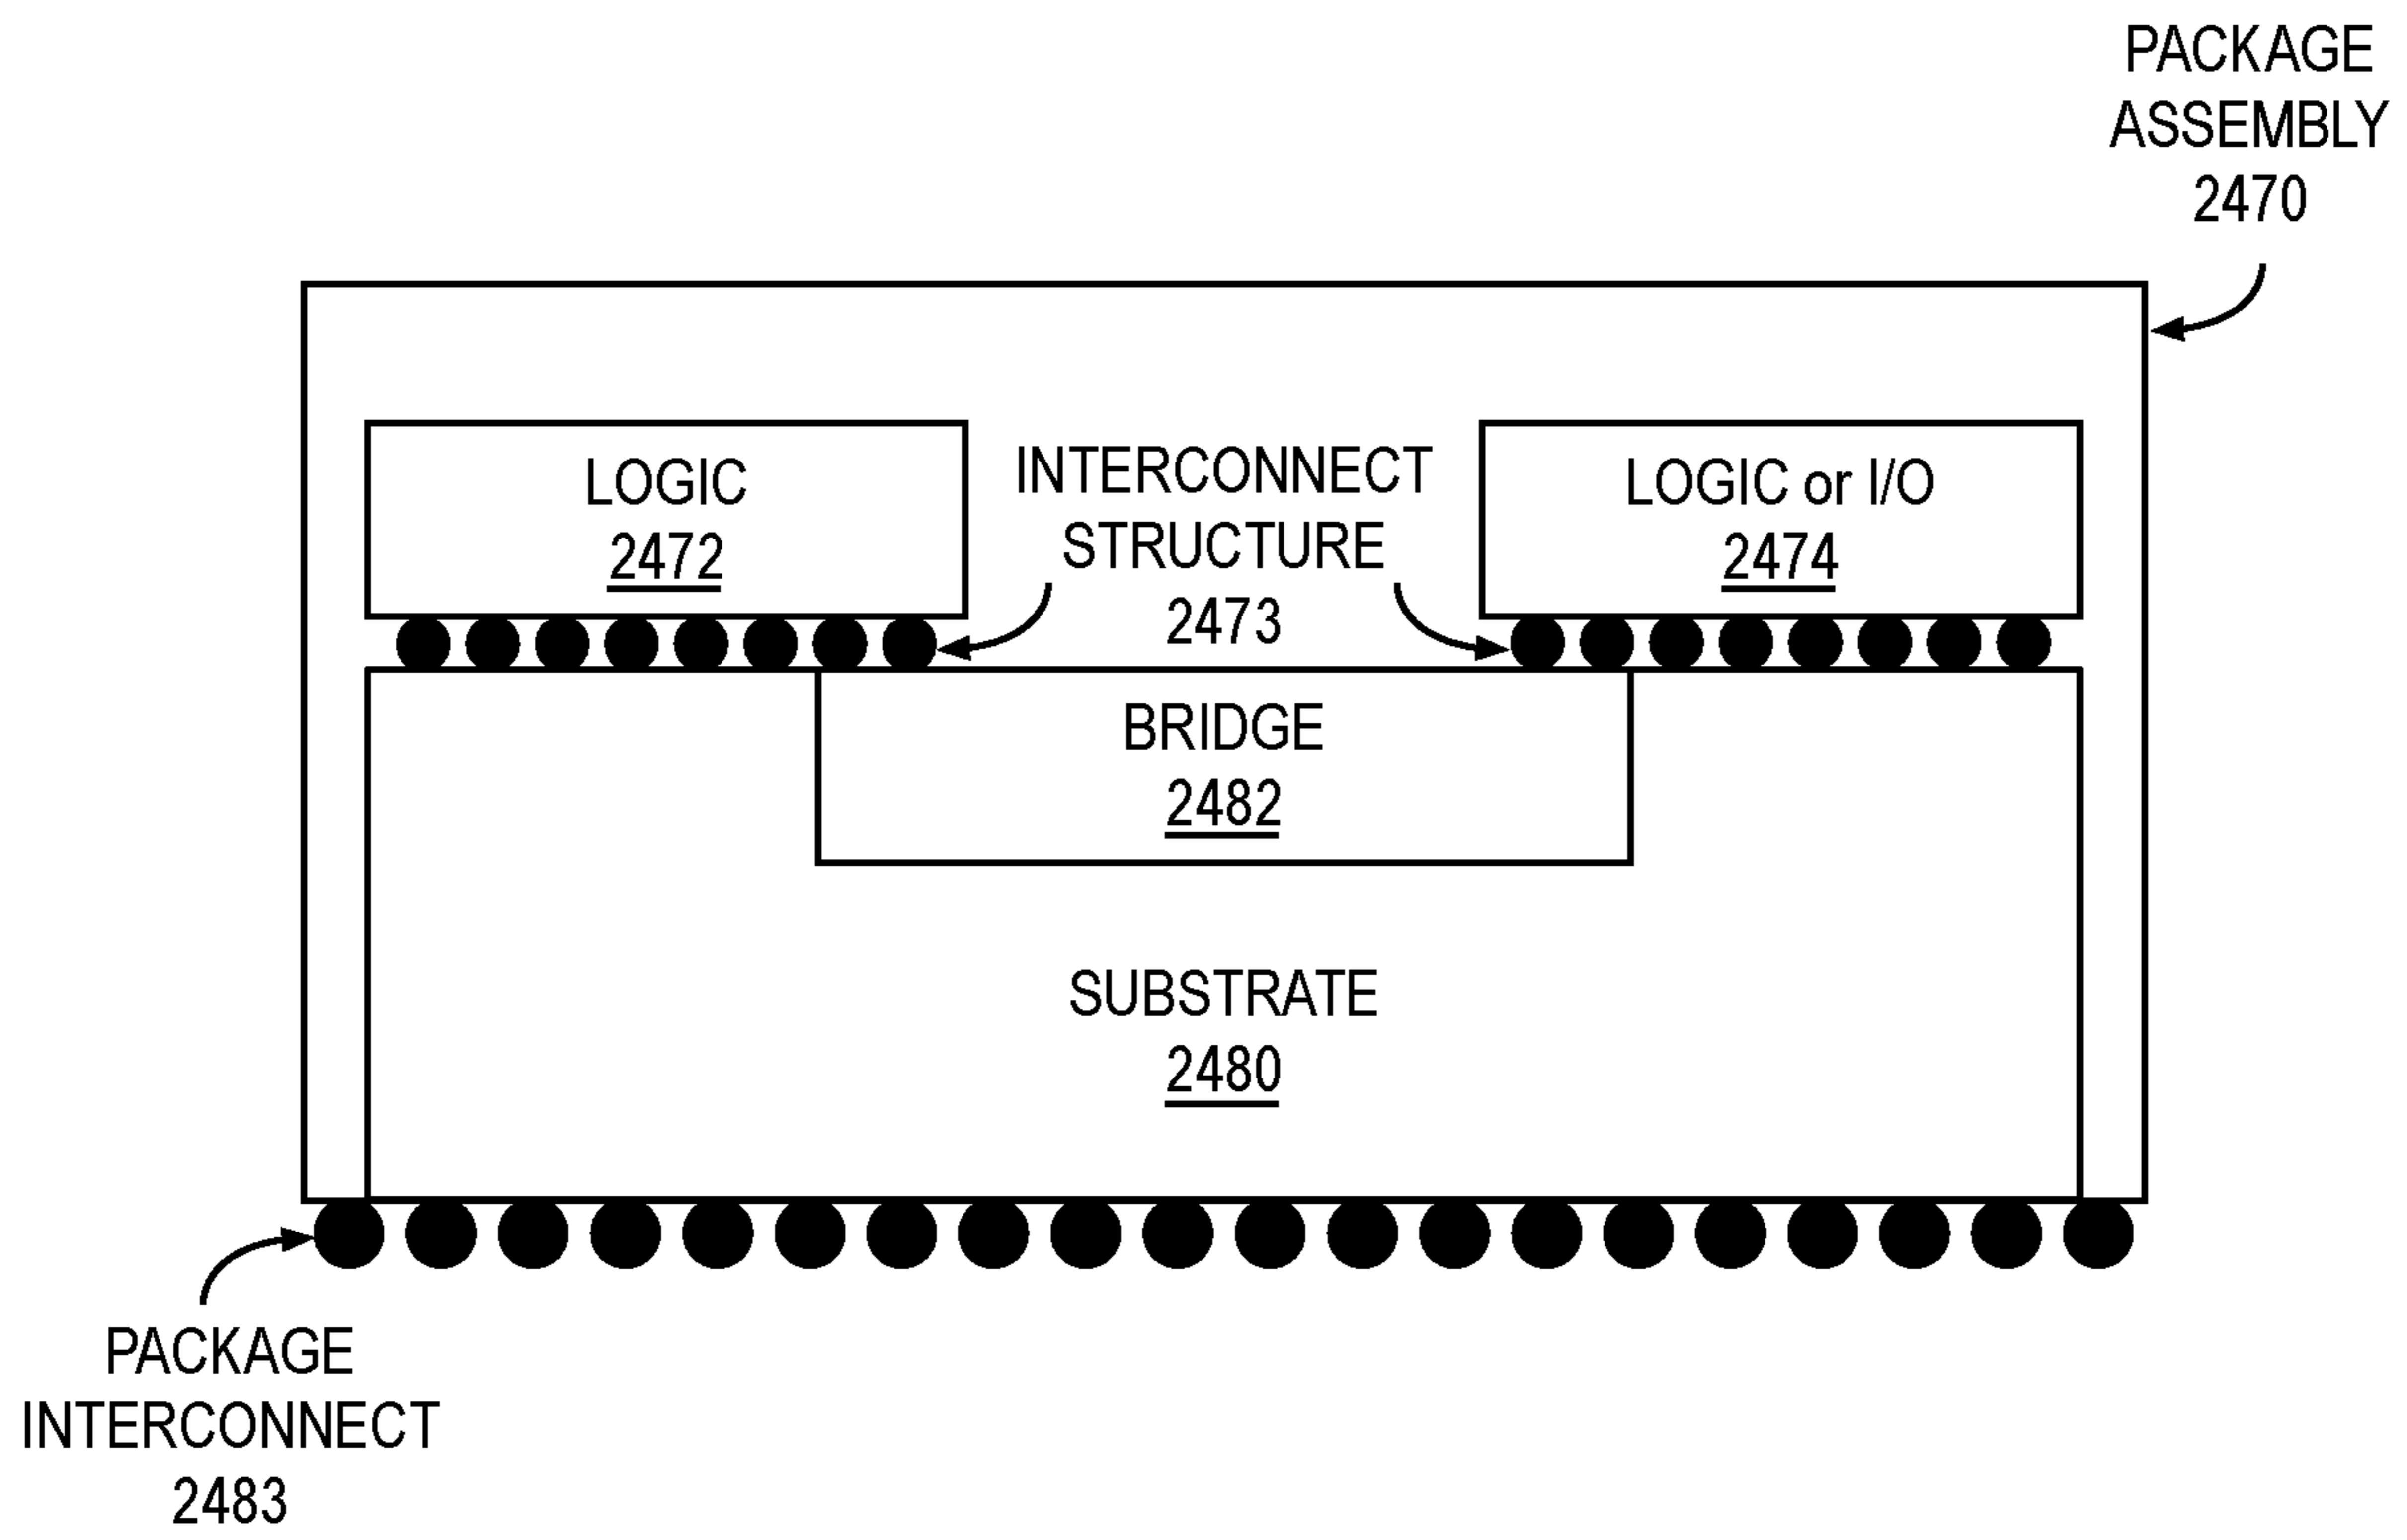 PACKAGE
ASSEMBLY
2470
LOGIC
2472
INTERCONNECT
STRUCTURE
2473
LOGIC or I/O
2474
BRIDGE
2482
SUBSTRATE
2480
PACKAGE
INTERCONNECT
2483